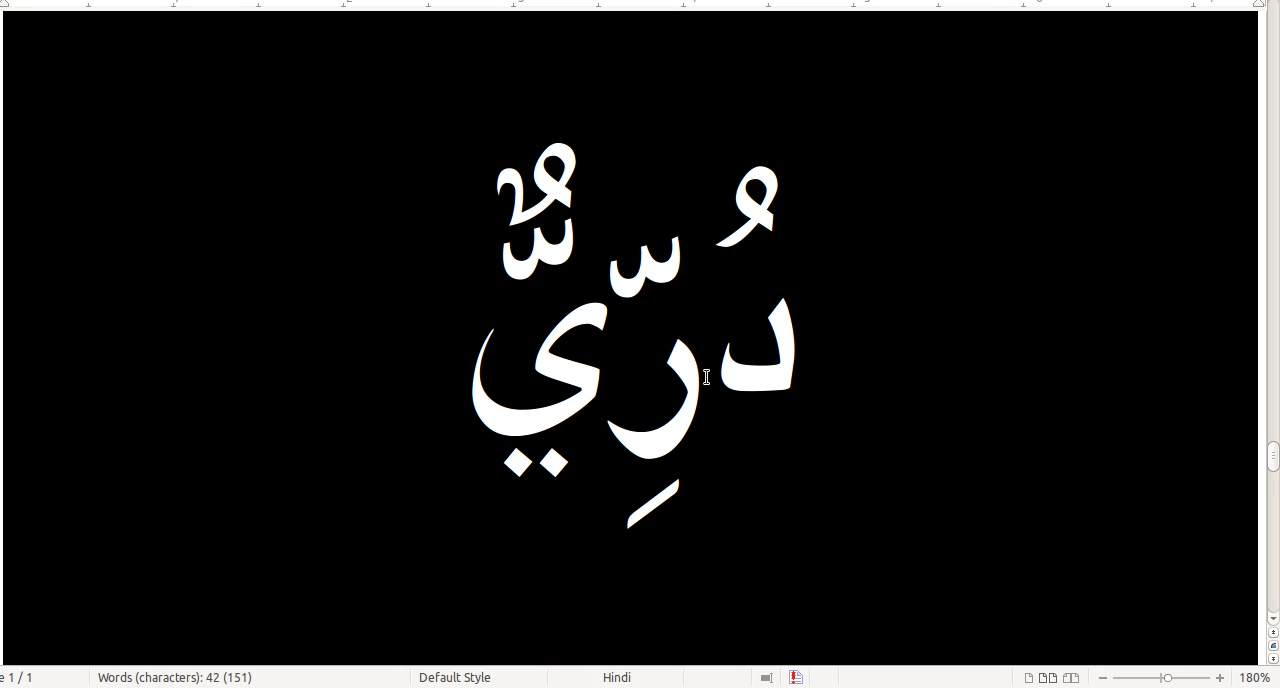 دُرِّيٌّ
e 1 / 1
Words (characters): 42 (151)
Default Style
Hindi
180%